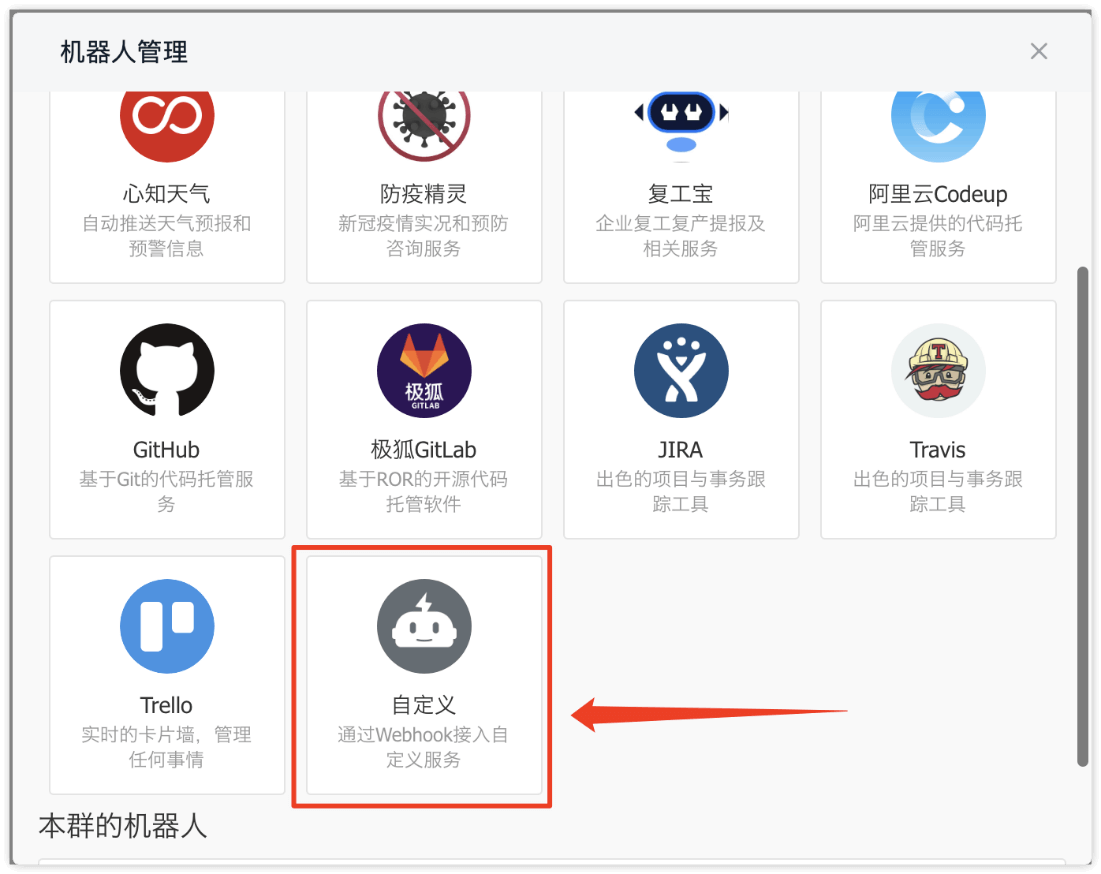 机器人管理
心知天气
自动推送天气预报和
预警信息
防疫精灵
新冠疫情实况和预防
咨询服务
复工宝
企业复工复产提报及
相关服务
阿里云Codeup
阿里云提供的代码托
管服务
GitHub
基于Git的代码托管服
务
极狐
GITLAB
极狐GitLab
基于ROR的开源代码
托管软件
JIRA
出色的项目与事务跟
踪工具
T
Travis
出色的项目与事务跟
踪工具
Trello
实时的卡片墙，管理
任何事情
自定义
通过Webhook接入自
定义服务
本群的机器人